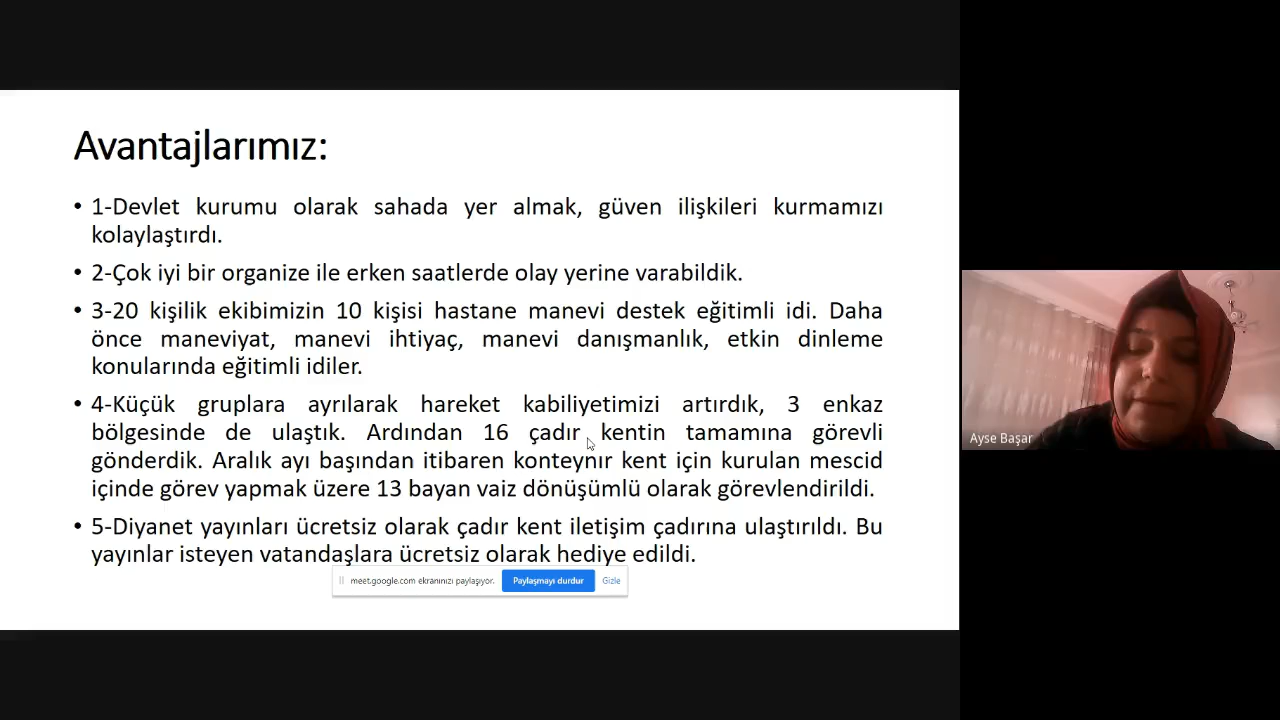 Avantajlarımız:
• 1-Devlet kurumu olarak sahada yer almak, güven ilişkileri kurmamızı
kolaylaştırdı.
• 2-Çok iyi bir organize ile erken saatlerde olay yerine varabildik.
• 3-20 kişilik ekibimizin 10 kişisi hastane manevi destek eğitimli idi. Daha
önce maneviyat, manevi ihtiyaç, manevi danışmanlık, etkin dinleme
konularında eğitimli idiler.
• 4-Küçük gruplara ayrılarak hareket kabiliyetimizi artırdık, 3 enkaz
bölgesinde de ulaştık. Ardından 16 çadır kentin tamamına görevli
gönderdik. Aralık ayı başından itibaren konteynır kent için kurulan mescid
içinde görev yapmak üzere 13 bayan vaiz dönüşümlü olarak görevlendirildi.
• 5-Diyanet yayınları ücretsiz olarak çadır kent iletişim çadırına ulaştırıldı. Bu
yayınlar isteyen vatandaşlara ücretsiz olarak hediye edildi.
meet.google.com ekranınızı paylaşıyor. Paylaşmayı durdur Gizle
Ayse Başar